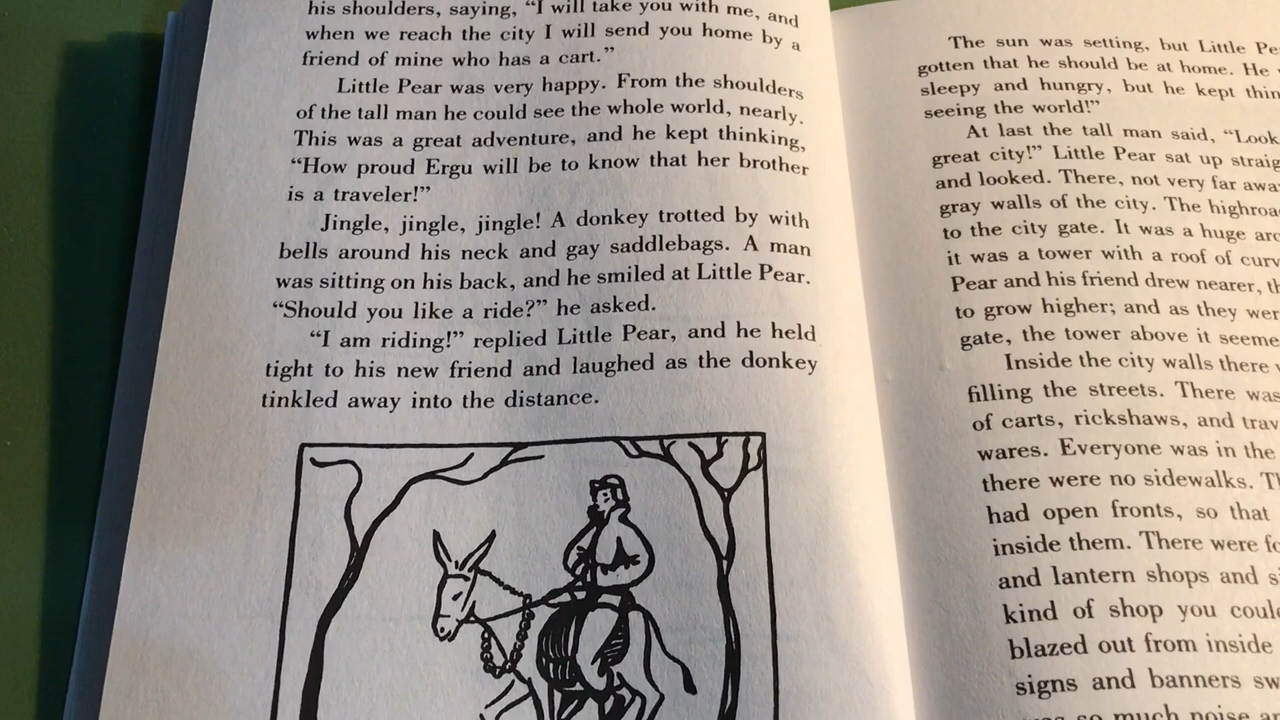 his shoulders, saying, “I will take you with me, and
when we reach the city I will send you home by a
friend of mine who has a cart.”
Little Pear was very happy. From the shoulders
of the tall man he could see the whole world, nearly.
This was a great adventure, and he kept thinking,
“How proud Ergu will be to know that her brother
is a traveler!”
Jingle, jingle, jingle! A donkey trotted by with
bells around his neck and gay saddlebags. A man
was sitting on his back, and he smiled at Little Pear.
“Should you like a ride?” he asked.
“I am riding!” replied Little Pear, and he held
tight to his new friend and laughed as the donkey
tinkled away into the distance.
The sun was setting, but Little
gotten that he should be at home. He
sleepy and hungry, but he kept
seeing the world!”
At last the tall man said, “Look
great city!” Little Pear sat up
and looked. There, not very far
gray walls of the city. The
to the city gate. It was a huge
it was a tower with a roof of
Pear and his friend drew nearer,
to grow higher; and as they
gate, the tower above it
Inside the city walls there
filling the streets. There was
of carts, rickshaws, and
wares. Everyone was in the
there were no sidewalks.
had open fronts, so that
inside them. There were
and lantern shops and
kind of shop you
blazed out from inside
signs and banners
so much noise